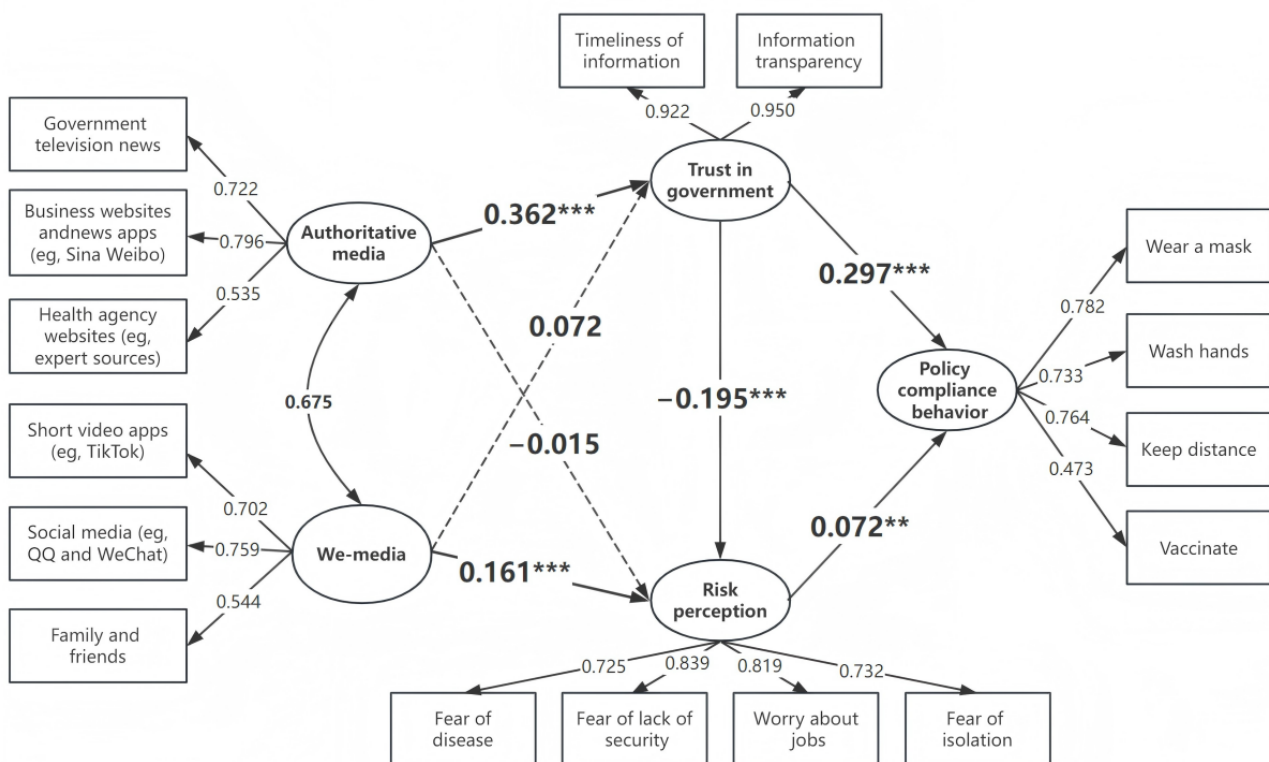 Timeliness of
information
Information
transparency
0.922
0.950
Government
television news
0.722
Business websites
andnews apps
(eg, Sina Weibo)
0.796
Health agency
websites (eg,
expert sources)
0.535
Authoritative
media
Trust in
government
0.362***
0.072
0.675
−0.015
−0.195***
0.297***
Short video apps
(eg, TikTok)
0.702
Social media (eg,
QQ and WeChat)
0.759
Family and
friends
0.544
We-media
0.161***
Risk
perception
0.072**
Policy
compliance
behavior
0.782
Wear a mask
0.733
Wash hands
0.764
Keep distance
0.473
Vaccinate
0.725
0.839
0.819
0.732
Fear of
disease
Fear of lack of
security
Worry about
jobs
Fear of
isolation